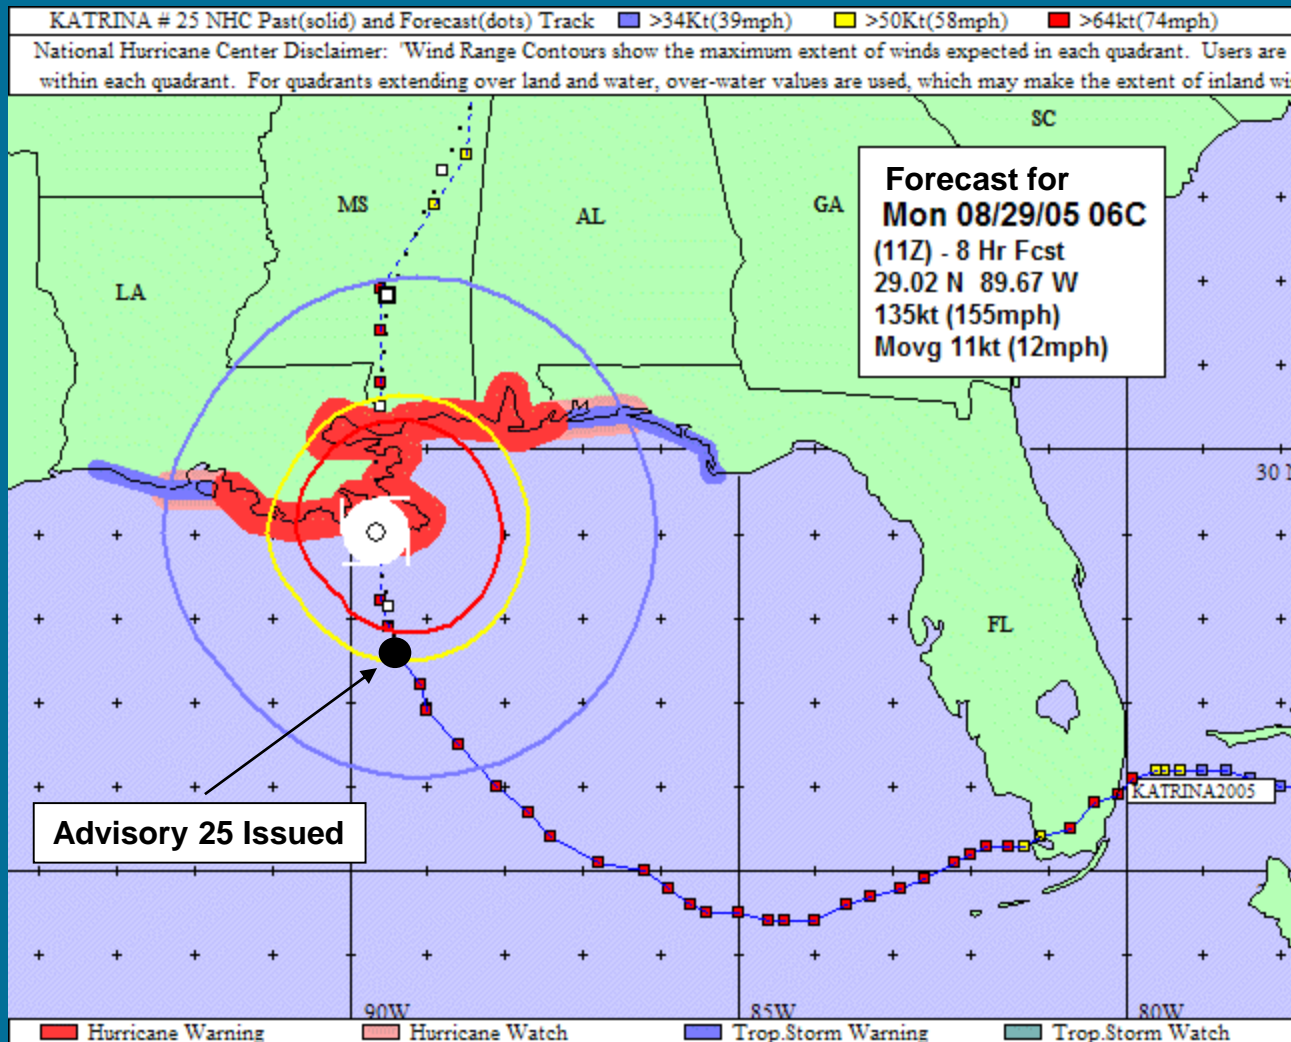 KATRINA # 25 NHC Past(solid) and Forecast(dots) Track >34Kt(39mph) >50Kt(58mph) >64kt(74mph)
National Hurricane Center Disclaimer: 'Wind Range Contours show the maximum extent of winds expected in each quadrant. Users are
within each quadrant. For quadrants extending over land and water, over-water values are used, which may make the extent of inland wi
SC
MS
AL
GA
LA
Forecast for
Mon 08/29/05 06C
(11Z) - 8 Hr Fcst
29.02 N 89.67 W
135kt (155mph)
Movg 11kt (12mph)
30 N
FL
KATRINA2005
Advisory 25 Issued
90W 85W 80W
Hurricane Warning Hurricane Watch Trop.Storm Warning Trop.Storm Watch